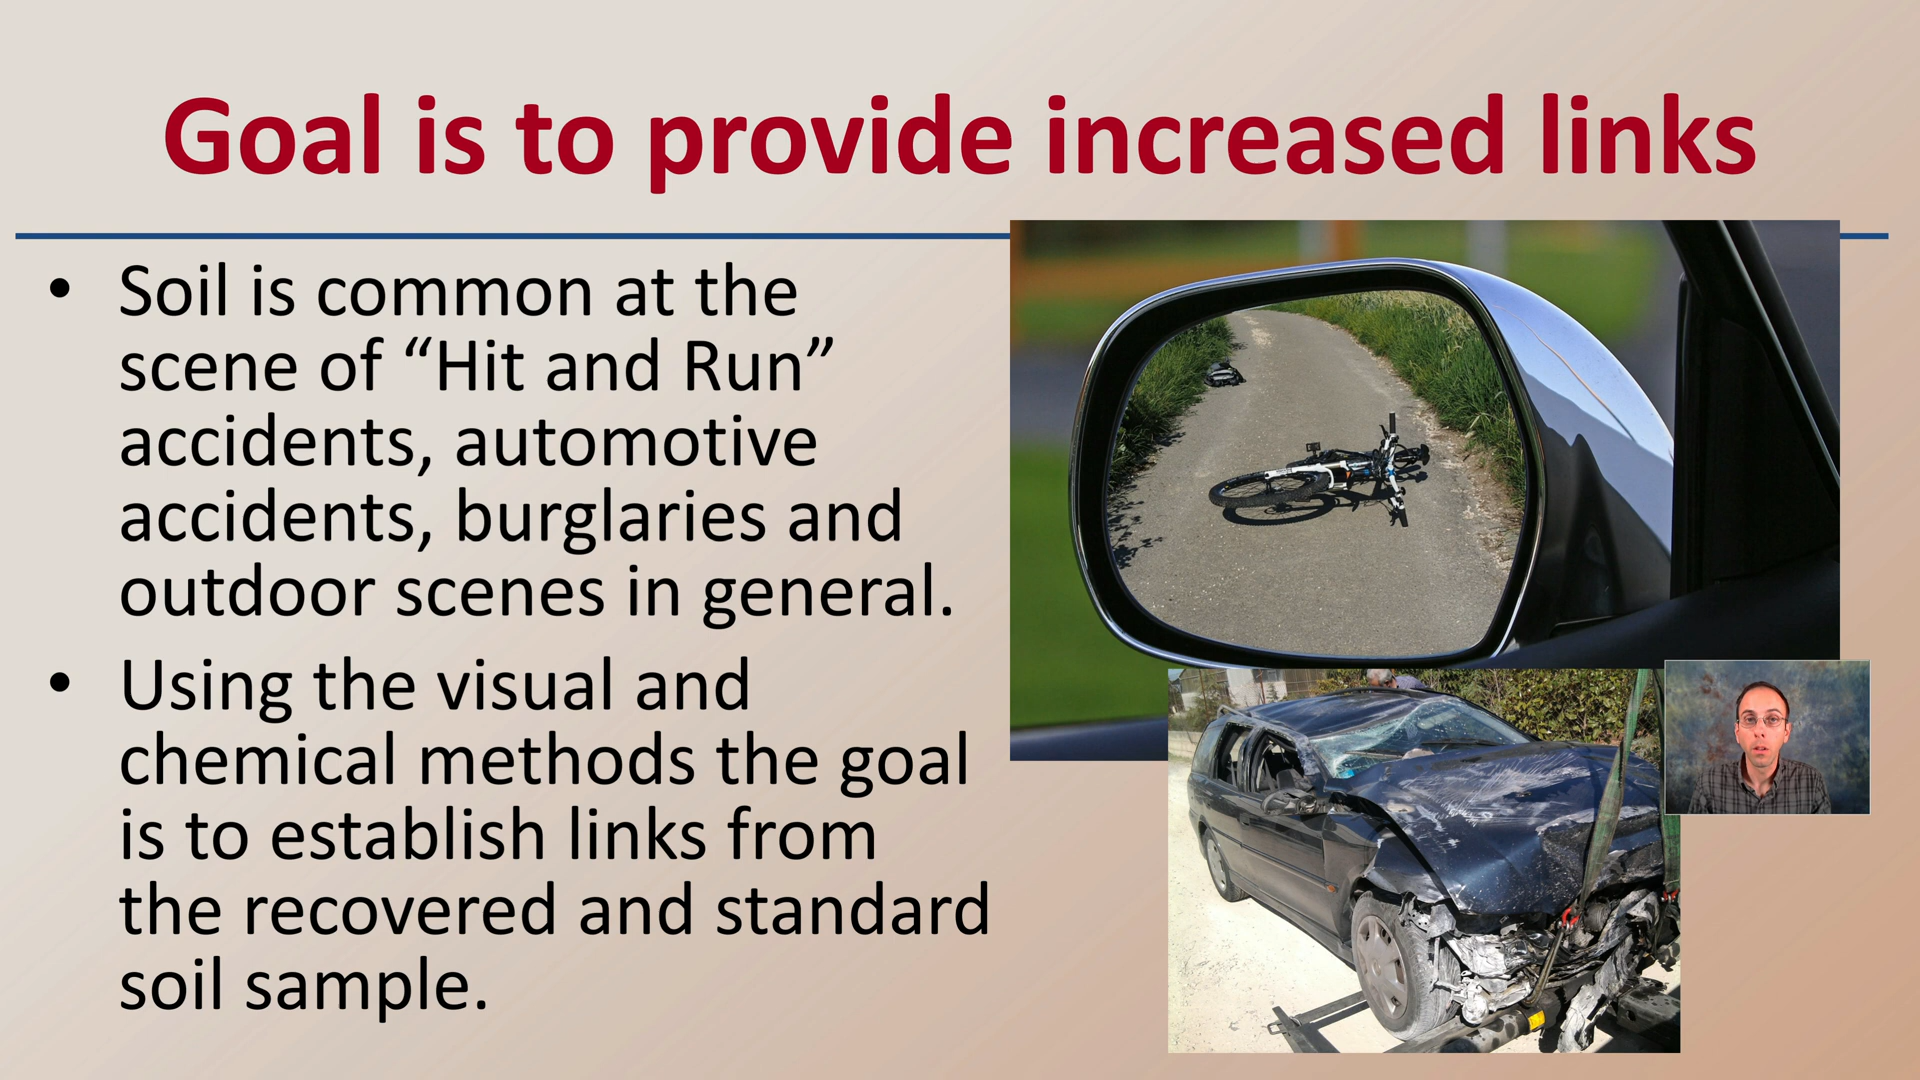 Goal is to provide increased links
• Soil is common at the
scene of “Hit and Run”
accidents, automotive
accidents, burglaries and
outdoor scenes in general.
• Using the visual and
chemical methods the goal
is to establish links from
the recovered and standard
soil sample.